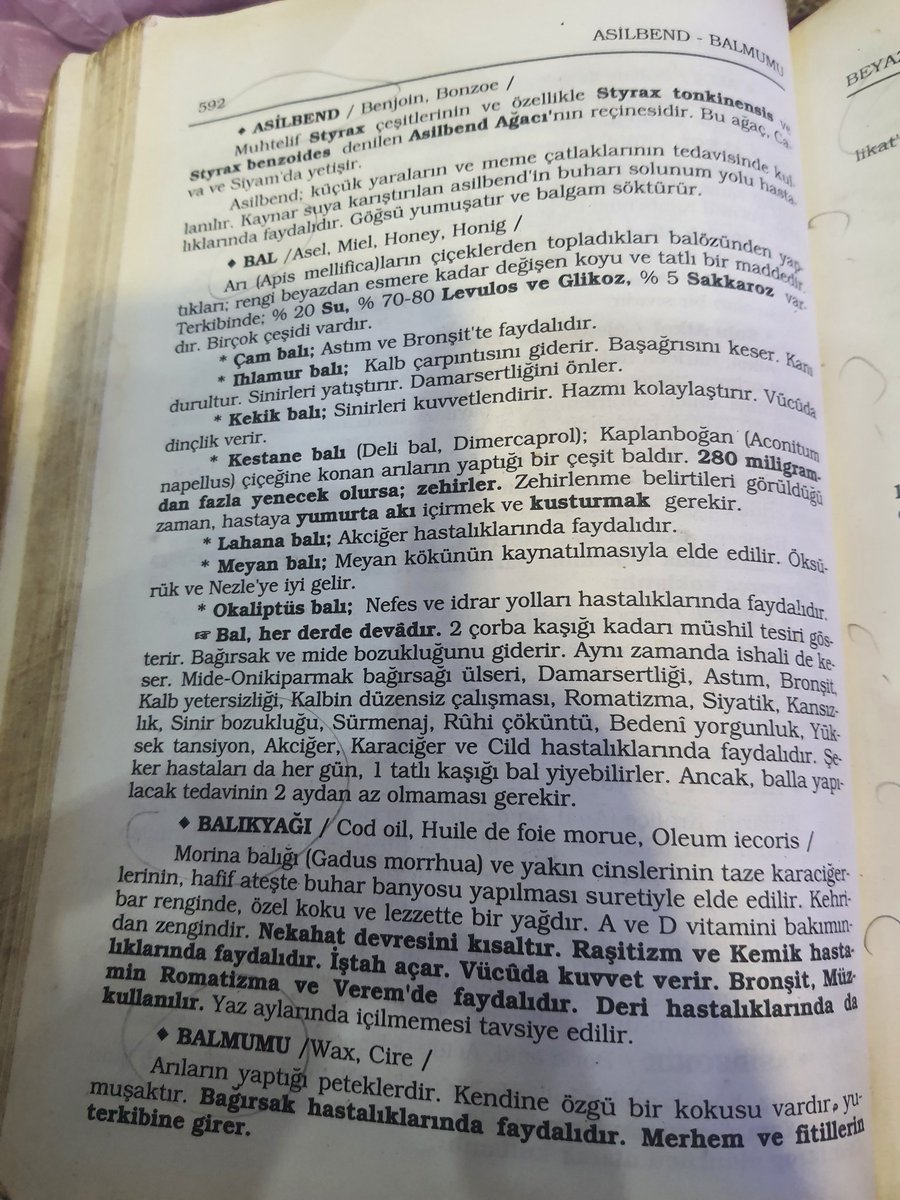 ASİLBEND - BALMUMU
592
♦ ASİLBEND / Benjoin, Bonzoe /
Muhtelif Styrax çeşitlerinin ve özellikle Styrax tonkinensis ve
Styrax benzoides denilen Asilbend Ağacı'nın reçinesidir. Bu ağaç, Ca-
va ve Siyam'da yetişir.
Asilbend; küçük yaraların ve meme çatlaklarının tedavisinde kul-
lanılır. Kaynar suya karıştırılan asilbend'in buharı solunum yolu hasta-
lıklarında faydalıdır. Göğsü yumuşatır ve balgam söktürür.
♦ BAL /Asel, Miel, Honey, Honig /
Arı (Apis mellifica)ların çiçeklerden topladıkları balözünden yap-
tıkları; rengi beyazdan esmere kadar değişen koyu ve tatlı bir maddedir.
Terkibinde; % 20 Su, % 70-80 Levulos ve Glikoz, % 5 Sakkaroz var-
dır. Birçok çeşidi vardır.
* Çam balı; Astım ve Bronşit'te faydalıdır.
* Ihlamur balı; Kalb çarpıntısını giderir. Başağrısını keser. Kanı
durultur. Sinirleri yatıştırır. Damarsertliğini önler.
* Kekik balı; Sinirleri kuvvetlendirir. Hazmı kolaylaştırır. Vücûda
dinçlik verir.
* Kestane balı (Deli bal, Dimercaprol); Kaplanboğan (Aconitum
napellus) çiçeğine konan arıların yaptığı bir çeşit baldır. 280 miligram-
dan fazla yenecek olursa; zehirler. Zehirlenme belirtileri görüldüğü
zaman, hastaya yumurta akı içirmek ve kusturmak gerekir.
* Lahana balı; Akciğer hastalıklarında faydalıdır.
* Meyan balı; Meyan kökünün kaynatılmasıyla elde edilir. Öksü-
rük ve Nezle'ye iyi gelir.
* Okaliptüs balı; Nefes ve idrar yolları hastalıklarında faydalıdır.
☞ Bal, her derde devâdır. 2 çorba kaşığı kadarı müshil tesiri gös-
terir. Bağırsak ve mide bozukluğunu giderir. Aynı zamanda ishali de ke-
ser. Mide-Onikiparmak bağırsağı ülseri, Damarsertliği, Astım, Bronşit,
Kalb yetersizliği, Kalbin düzensiz çalışması, Romatizma, Siyatik, Kansız-
lık, Sinir bozukluğu, Sürmenaj, Rûhi çöküntü, Bedenî yorgunluk, Yük-
sek tansiyon, Akciğer, Karaciğer ve Cild hastalıklarında faydalıdır. Şe-
ker hastaları da her gün, 1 tatlı kaşığı bal yiyebilirler. Ancak, balla yapı-
lacak tedavinin 2 aydan az olmaması gerekir.
♦ BALIKYAĞI / Cod oil, Huile de foie morue, Oleum iecoris /
Morina balığı (Gadus morrhua) ve yakın cinslerinin taze karaciğer-
lerinin, hafif ateşte buhar banyosu yapılması suretiyle elde edilir. Kehri-
bar renginde, özel koku ve lezzette bir yağdır. A ve D vitamini bakımın-
dan zengindir. Nekahat devresini kısaltır. Raşitizm ve Kemik hasta-
lıklarında faydalıdır. İştah açar. Vücûda kuvvet verir. Bronşit, Müz-
min Romatizma ve Verem'de faydalıdır. Deri hastalıklarında da
kullanılır. Yaz aylarında içilmemesi tavsiye edilir.
♦ BALMUMU /Wax, Cire /
Arıların yaptığı peteklerdir. Kendine özgü bir kokusu vardır, yu-
muşaktır. Bağırsak hastalıklarında faydalıdır. Merhem ve fitillerin
terkibine girer.
BEYAZ
likat'